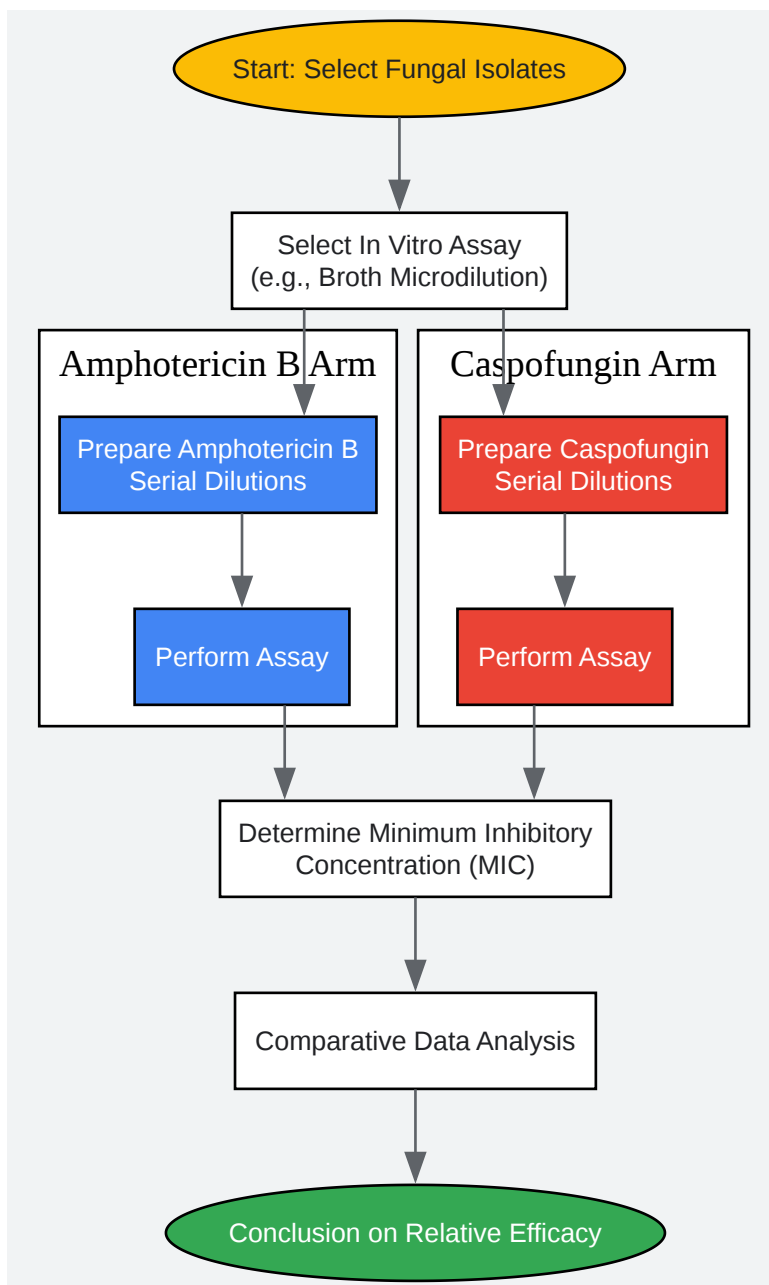 Start: Select Fungal Isolates
Select In Vitro Assay
(e.g., Broth Microdilution)
Amphotericin B Arm
Prepare Amphotericin B
Serial Dilutions
Perform Assay
Caspofungin Arm
Prepare Caspofungin
Serial Dilutions
Perform Assay
Determine Minimum Inhibitory
Concentration (MIC)
Comparative Data Analysis
Conclusion on Relative Efficacy